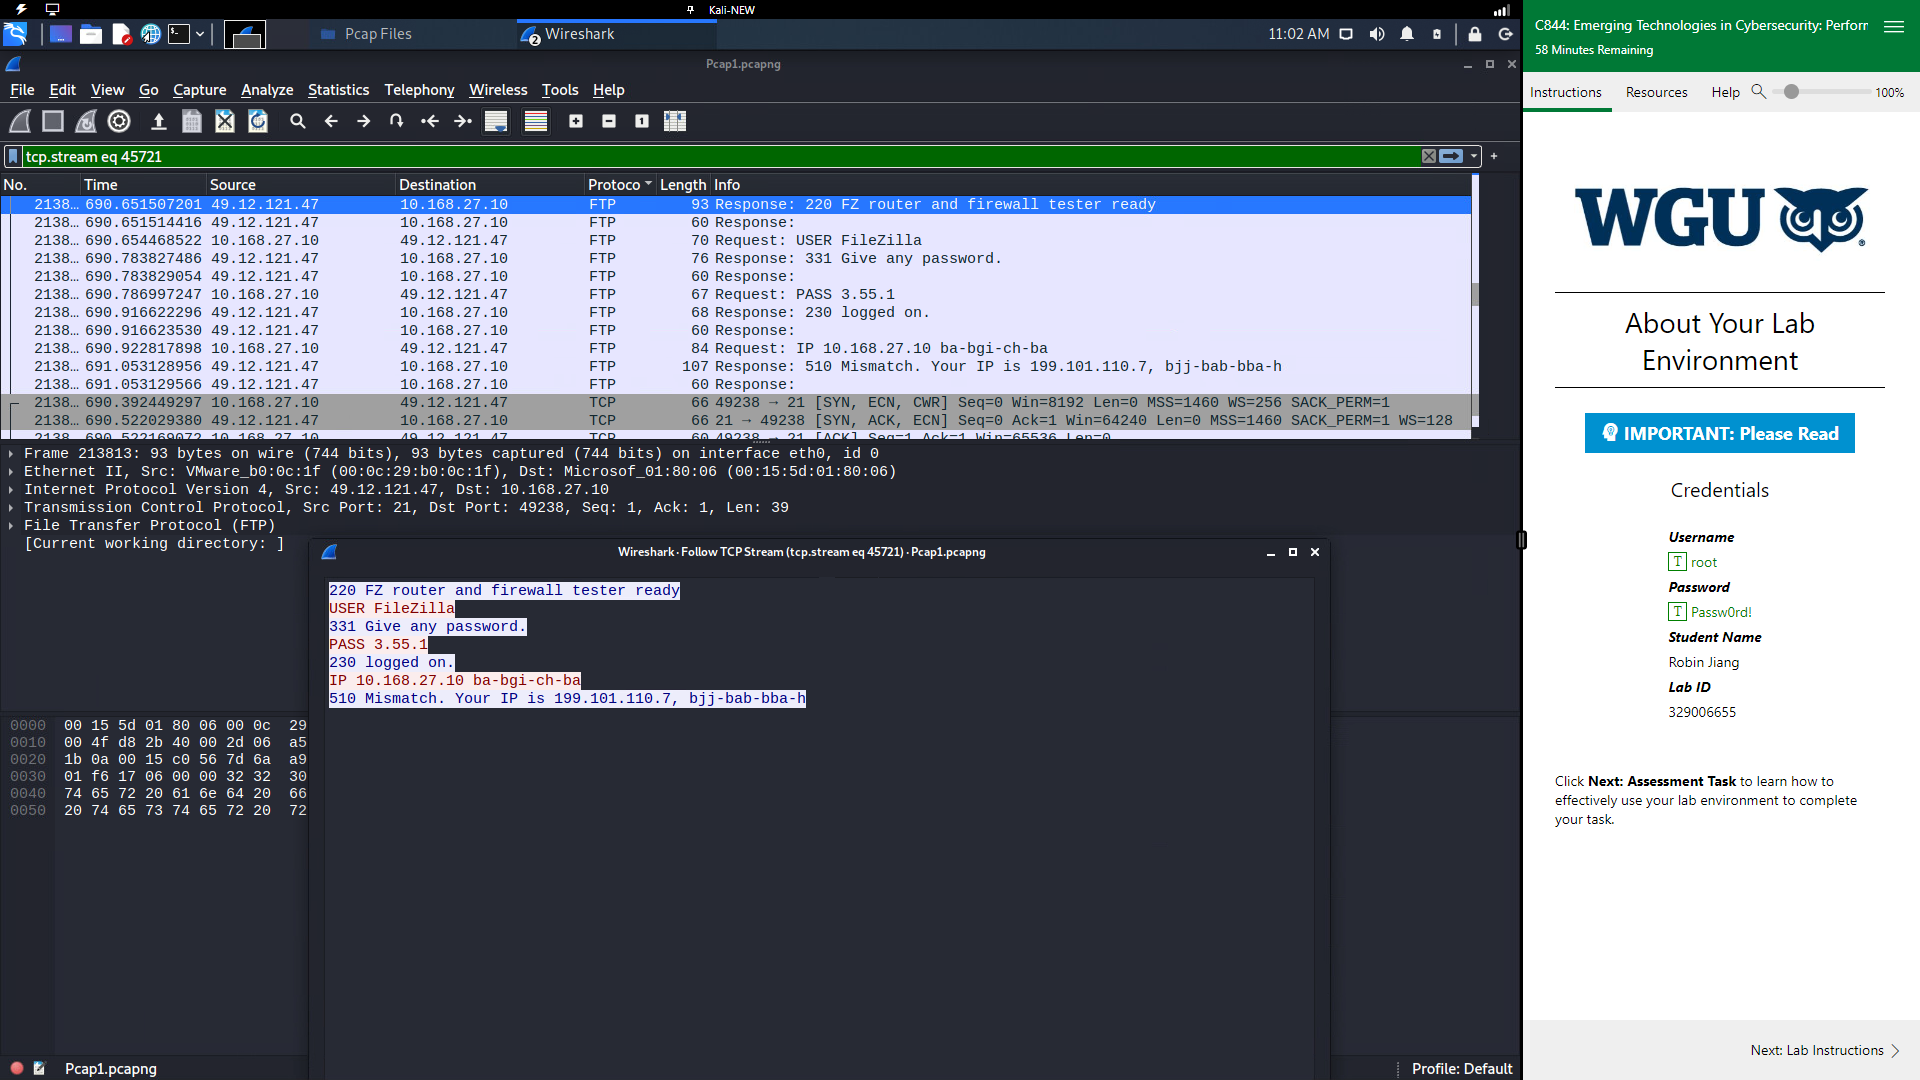 Kali-NEW
Pcap Files
Wireshark
11:02 AM
Pcap1.pcapng
File Edit View Go Capture Analyze Statistics Telephony Wireless Tools Help
tcp.stream eq 45721
No. Time Source Destination Protoco Length Info
2138… 690.651507201 49.12.121.47 10.168.27.10 FTP 93 Response: 220 FZ router and firewall tester ready
2138… 690.651514416 49.12.121.47 10.168.27.10 FTP 60 Response:
2138… 690.654468522 10.168.27.10 49.12.121.47 FTP 70 Request: USER FileZilla
2138… 690.783827486 49.12.121.47 10.168.27.10 FTP 76 Response: 331 Give any password.
2138… 690.783829054 49.12.121.47 10.168.27.10 FTP 60 Response:
2138… 690.786997247 10.168.27.10 49.12.121.47 FTP 67 Request: PASS 3.55.1
2138… 690.916622296 49.12.121.47 10.168.27.10 FTP 68 Response: 230 logged on.
2138… 690.916623530 49.12.121.47 10.168.27.10 FTP 60 Response:
2138… 690.922817898 10.168.27.10 49.12.121.47 FTP 84 Request: IP 10.168.27.10 ba-bgi-ch-ba
2138… 691.053128956 49.12.121.47 10.168.27.10 FTP 107 Response: 510 Mismatch. Your IP is 199.101.110.7, bjj-bab-bba-h
2138… 691.053129566 49.12.121.47 10.168.27.10 FTP 60 Response:
2138… 690.392449297 10.168.27.10 49.12.121.47 TCP 66 49238 → 21 [SYN, ECN, CWR] Seq=0 Win=8192 Len=0 MSS=1460 WS=256 SACK_PERM=1
2138… 690.522029380 49.12.121.47 10.168.27.10 TCP 66 21 → 49238 [SYN, ACK, ECN] Seq=0 Ack=1 Win=64240 Len=0 MSS=1460 SACK_PERM=1 WS=128
2138… 690.522169072 10.168.27.10 49.12.121.47 TCP 60 49238 → 21 [ACK] Seq=1 Ack=1 Win=65536 Len=0
Frame 213813: 93 bytes on wire (744 bits), 93 bytes captured (744 bits) on interface eth0, id 0
Ethernet II, Src: VMware_b0:0c:1f (00:0c:29:b0:0c:1f), Dst: Microsof_01:80:06 (00:15:5d:01:80:06)
Internet Protocol Version 4, Src: 49.12.121.47, Dst: 10.168.27.10
Transmission Control Protocol, Src Port: 21, Dst Port: 49238, Seq: 1, Ack: 1, Len: 39
File Transfer Protocol (FTP)
[Current working directory: ]
Wireshark · Follow TCP Stream (tcp.stream eq 45721) · Pcap1.pcapng
220 FZ router and firewall tester ready
USER FileZilla
331 Give any password.
PASS 3.55.1
230 logged on.
IP 10.168.27.10 ba-bgi-ch-ba
510 Mismatch. Your IP is 199.101.110.7, bjj-bab-bba-h
0000 00 15 5d 01 80 06 00 0c 29
0010 00 4f d8 2b 40 00 2d 06 a5
0020 1b 0a 00 15 c0 56 7d 6a a9
0030 01 f6 17 06 00 00 32 32 30
0040 74 65 72 20 61 6e 64 20 66
0050 20 74 65 73 74 65 72 20 72
Pcap1.pcapng
Profile: Default
C844: Emerging Technologies in Cybersecurity: Perfor
58 Minutes Remaining
Instructions Resources Help 100%
WGU
About Your Lab
Environment
IMPORTANT: Please Read
Credentials
Username
T root
Password
T Passw0rd!
Student Name
Robin Jiang
Lab ID
329006655
Click Next: Assessment Task to learn how to
effectively use your lab environment to complete
your task.
Next: Lab Instructions